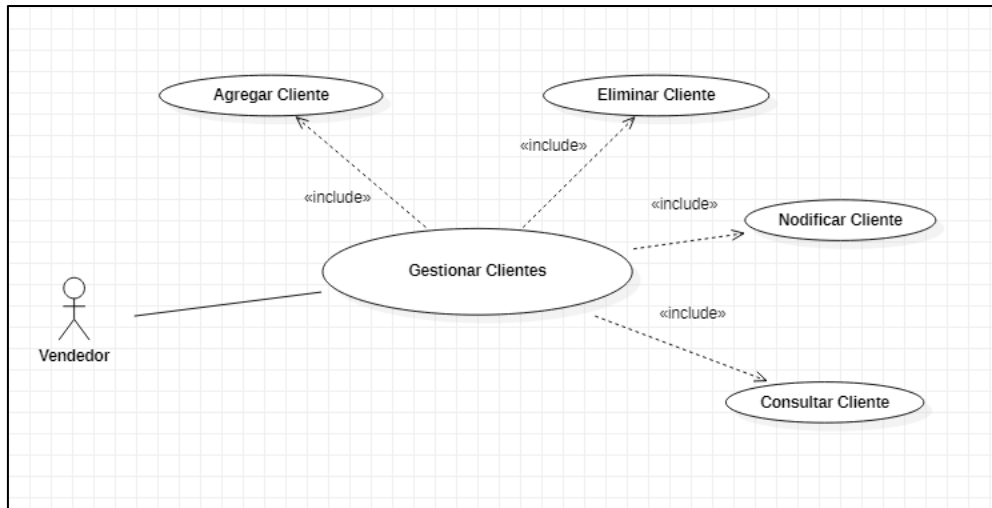 Agregar Cliente
Eliminar Cliente
«include»
«include»
«include»
Nodificar Cliente
Gestionar Clientes
«include»
Vendedor
Consultar Cliente